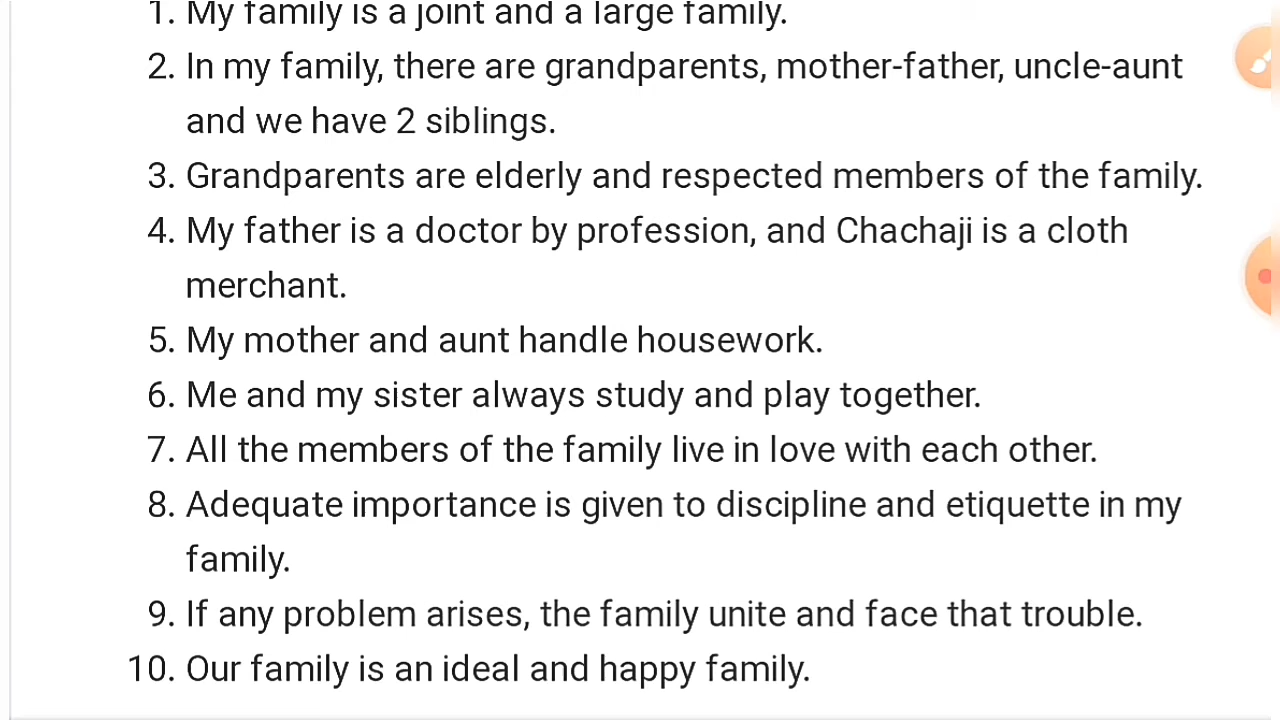 1. My family is a joint and a large family.
2. In my family, there are grandparents, mother-father, uncle-aunt
and we have 2 siblings.
3. Grandparents are elderly and respected members of the family.
4. My father is a doctor by profession, and Chachaji is a cloth
merchant.
5. My mother and aunt handle housework.
6. Me and my sister always study and play together.
7. All the members of the family live in love with each other.
8. Adequate importance is given to discipline and etiquette in my
family.
9. If any problem arises, the family unite and face that trouble.
10. Our family is an ideal and happy family.